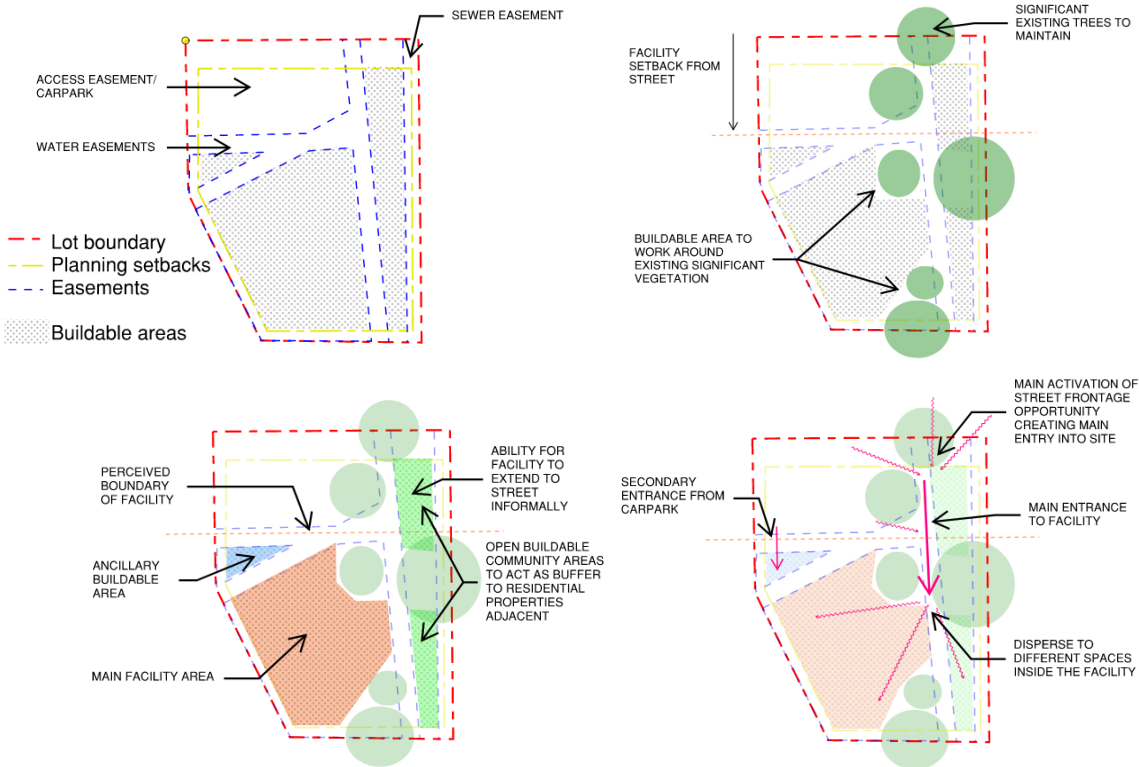 SEWER EASEMENT
ACCESS EASEMENT/
CARPARK
WATER EASEMENTS
Lot boundary
Planning setbacks
Easements
Buildable areas
SIGNIFICANT
EXISTING TREES TO
MAINTAIN
FACILITY
SETBACK FROM
STREET
BUILDABLE AREA TO
WORK AROUND
EXISTING SIGNIFICANT
VEGETATION
PERCEIVED
BOUNDARY
OF FACILITY
ANCILLARY
BUILDABLE
AREA
MAIN FACILITY AREA
ABILITY FOR
FACILITY TO
EXTEND TO
STREET
INFORMALLY
OPEN BUILDABLE
COMMUNITY AREAS
TO ACT AS BUFFER
TO RESIDENTIAL
PROPERTIES
ADJACENT
MAIN ACTIVATION OF
STREET FRONTAGE
OPPORTUNITY
CREATING MAIN
ENTRY INTO SITE
SECONDARY
ENTRANCE FROM
CARPARK
MAIN ENTRANCE
TO FACILITY
DISPERSE TO
DIFFERENT SPACES
INSIDE THE FACILITY